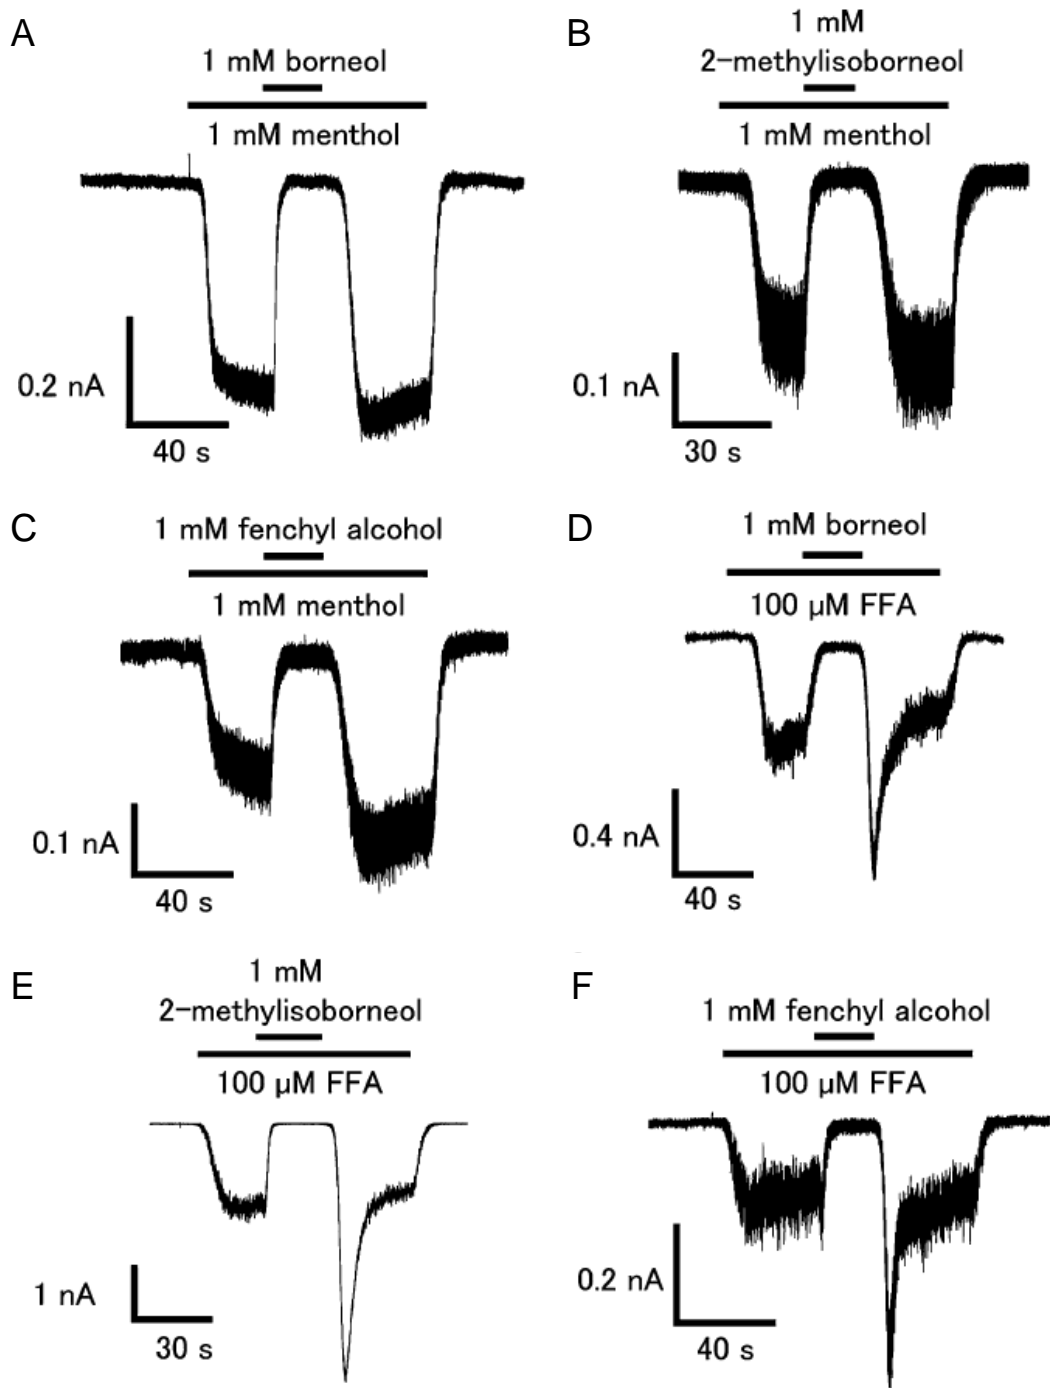 A
1 mM borneol
1 mM menthol
0.2 nA
40 s
B
1 mM
2-methylisoborneol
1 mM menthol
0.1 nA
30 s
C
1 mM fenchyl alcohol
1 mM menthol
0.1 nA
40 s
D
1 mM borneol
100 μM FFA
0.4 nA
40 s
E
1 mM
2-methylisoborneol
100 μM FFA
1 nA
30 s
F
1 mM fenchyl alcohol
100 μM FFA
0.2 nA
40 s